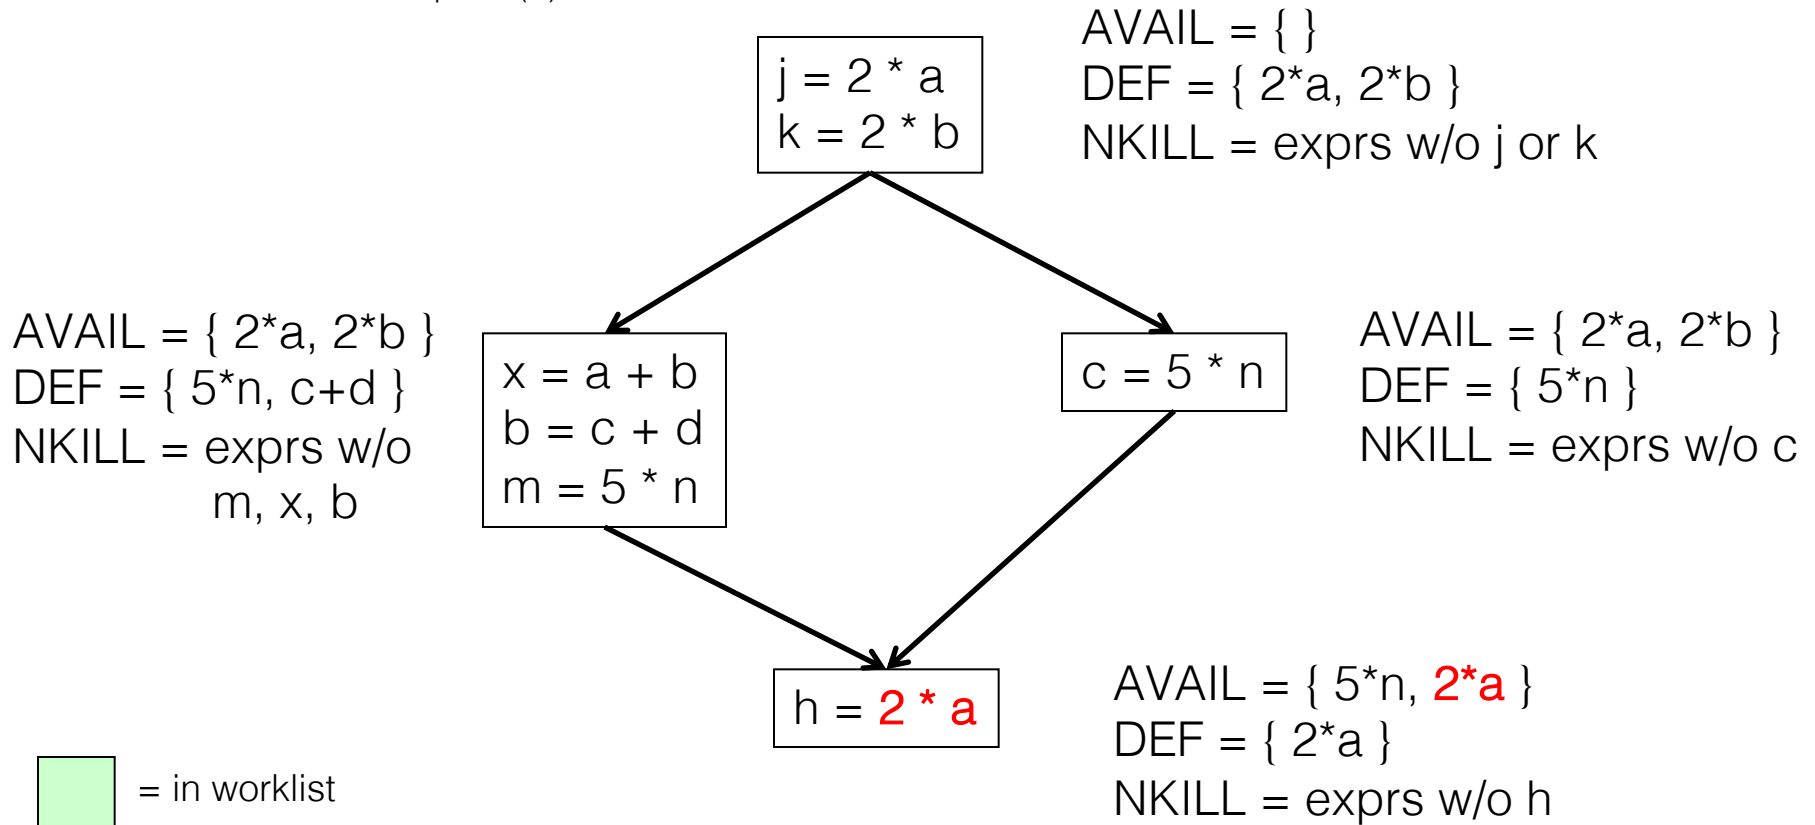 AVAIL = { }
DEF = { 2*a, 2*b }
NKILL = exprs w/o j or k
j = 2 * a
k = 2 * b
AVAIL = { 2*a, 2*b }
DEF = { 5*n, c+d }
NKILL = exprs w/o
m, x, b
x = a + b
b = c + d
m = 5 * n
c = 5 * n
AVAIL = { 2*a, 2*b }
DEF = { 5*n }
NKILL = exprs w/o c
h = 2 * a
AVAIL = { 5*n, 2*a }
DEF = { 2*a }
NKILL = exprs w/o h
= in worklist